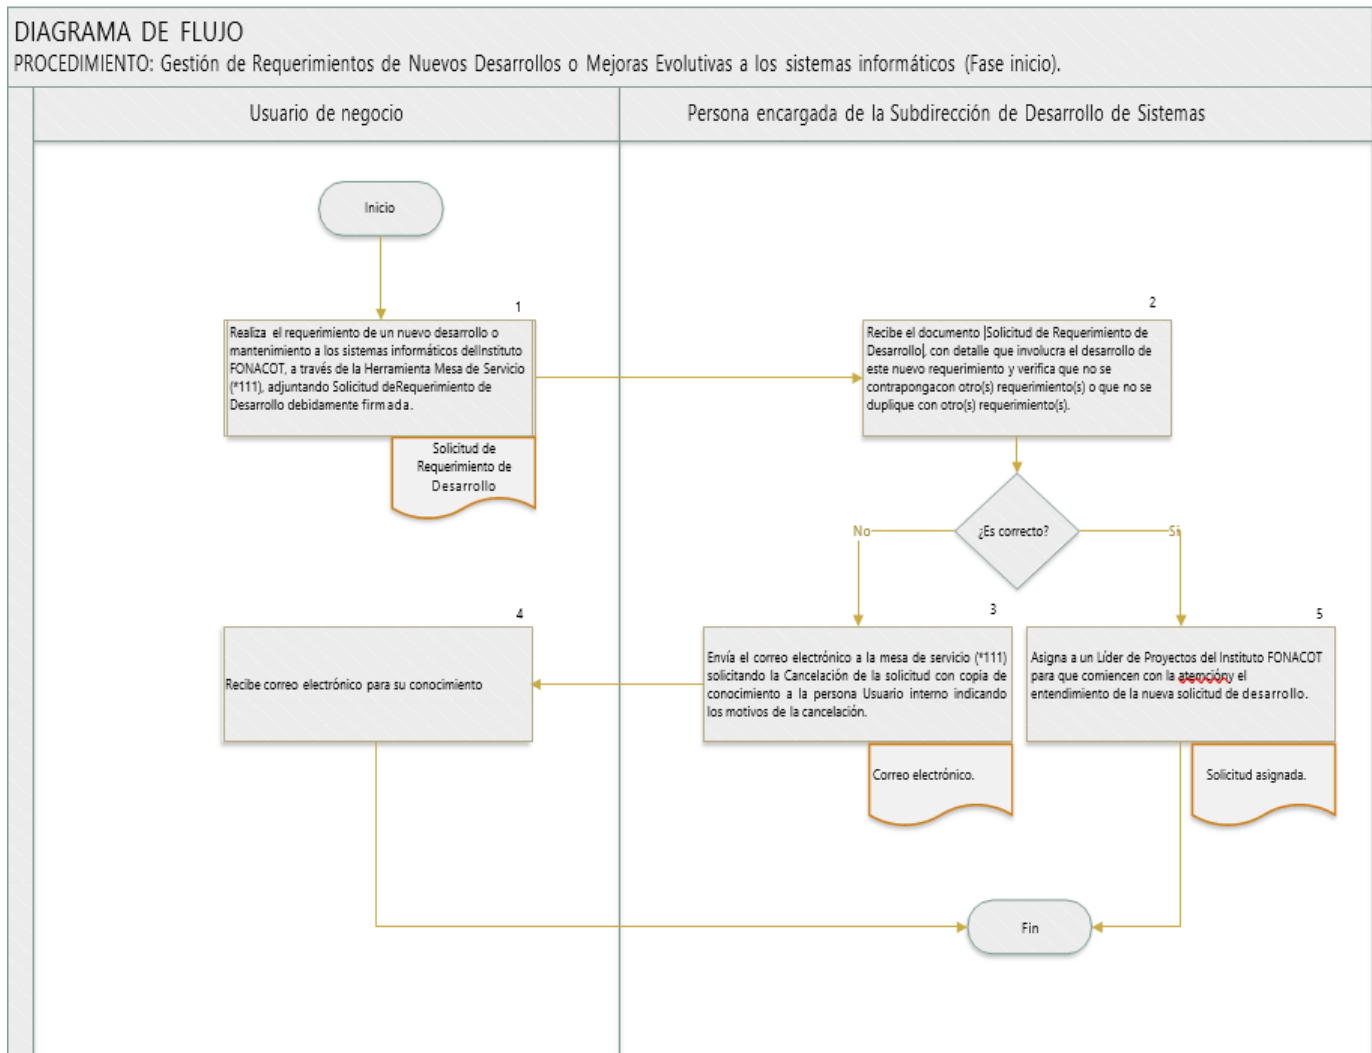 DIAGRAMA DE FLUJO
PROCEDIMIENTO: Gestión de Requerimientos de Nuevos Desarrollos o Mejoras Evolutivas a los sistemas informáticos (Fase inicio).
Usuario de negocio
Persona encargada de la Subdirección de Desarrollo de Sistemas
Inicio
1
Realiza el requerimiento de un nuevo desarrollo o
mantenimiento a los sistemas informáticos delInstituto
FONACOT, a través de la Herramienta Mesa de Servicio
(*111), adjuntando Solicitud deRequerimiento de
Desarrollo debidamente firmada.
Solicitud de
Requerimiento de
Desarrollo
2
Recibe el documento |Solicitud de Requerimiento de
Desarrollo|, con detalle que involucra el desarrollo de
este nuevo requerimiento y verifica que no se
contrapongacon otro(s) requerimiento(s) o que no se
duplique con otro(s) requerimiento(s).
¿Es correcto?
No
Si
3
Envía el correo electrónico a la mesa de servicio (*111)
solicitando la Cancelación de la solicitud con copia de
conocimiento a la persona Usuario interno indicando
los motivos de la cancelación.
Correo electrónico.
4
Recibe correo electrónico para su conocimiento
5
Asigna a un Líder de Proyectos del Instituto FONACOT
para que comiencen con la atemcióny el
entendimiento de la nueva solicitud de desarrollo.
Solicitud asignada.
Fin